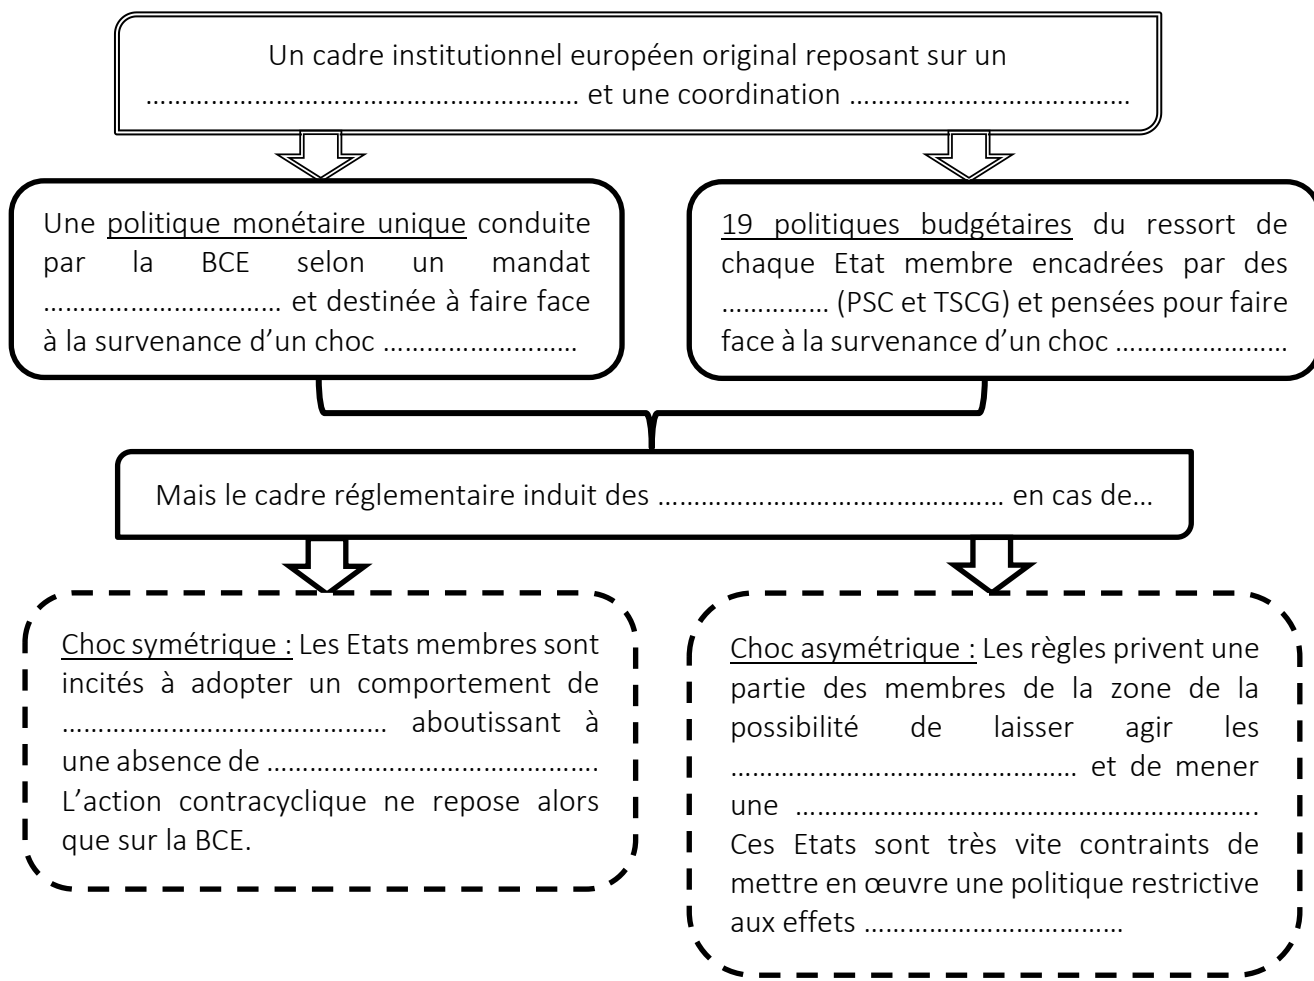 Un cadre institutionnel européen original reposant sur un
…………………………………………………… et une coordination …………………………………
Une politique monétaire unique conduite
par la BCE selon un mandat
…………………………… et destinée à faire face
à la survenance d’un choc ………………………
19 politiques budgétaires du ressort de
chaque Etat membre encadrées par des
…………… (PSC et TSCG) et pensées pour faire
face à la survenance d’un choc ……………………
Mais le cadre réglementaire induit des ………………………………………… en cas de…
Choc symétrique : Les Etats membres sont
incités à adopter un comportement de
……………………………………… aboutissant à
une absence de ………………………………………
L’action contracyclique ne repose alors
que sur la BCE.
Choc asymétrique : Les règles privent une
partie des membres de la zone de la
possibilité de laisser agir les
………………………………………… et de mener
une ……………………………………………………….
Ces Etats sont très vite contraints de
mettre en œuvre une politique restrictive
aux effets ………………………………